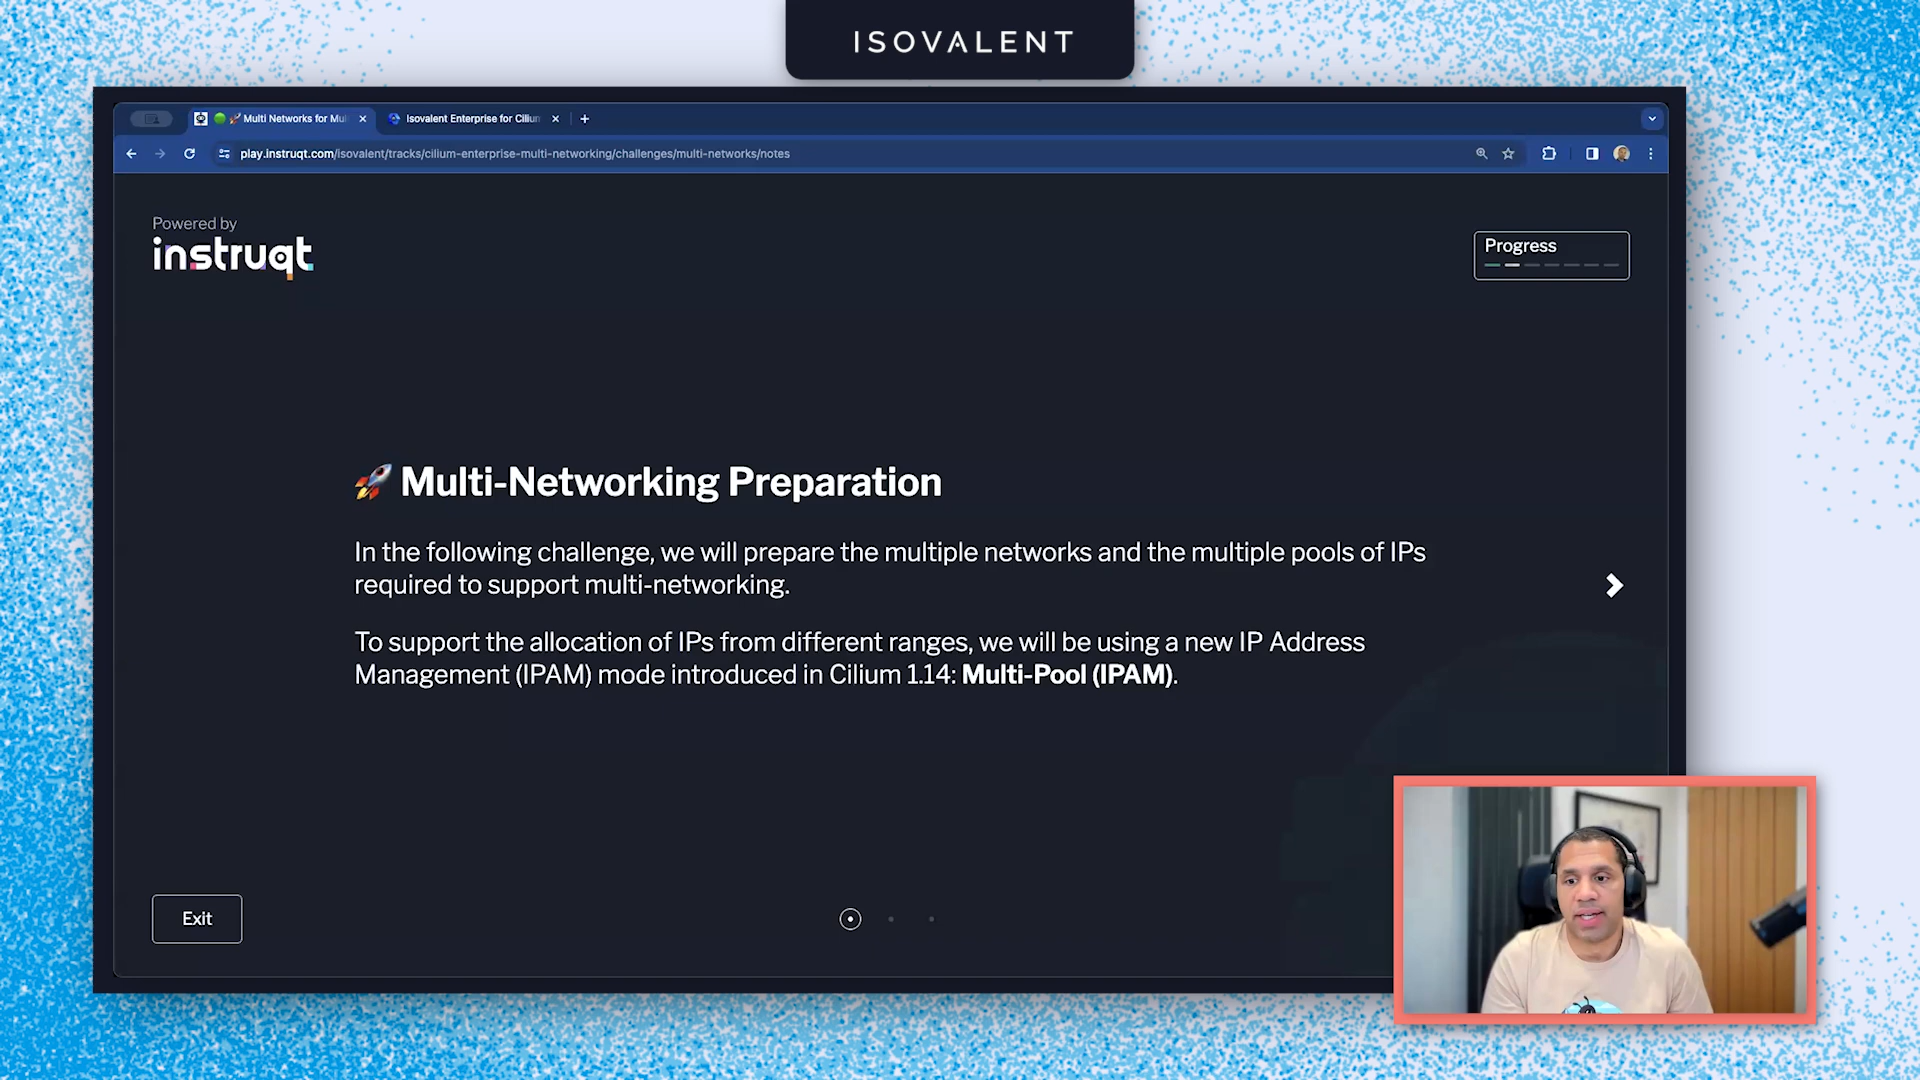 ISOVALENT
Multi Networks for Mul
Isovalent Enterprise for Cilium
play.instruqt.com/isovalent/tracks/cilium-enterprise-multi-networking/challenges/multi-networks/notes
Powered by
instruqt
Progress
🚀 Multi-Networking Preparation
In the following challenge, we will prepare the multiple networks and the multiple pools of IPs
required to support multi-networking.
To support the allocation of IPs from different ranges, we will be using a new IP Address
Management (IPAM) mode introduced in Cilium 1.14: Multi-Pool (IPAM).
Exit